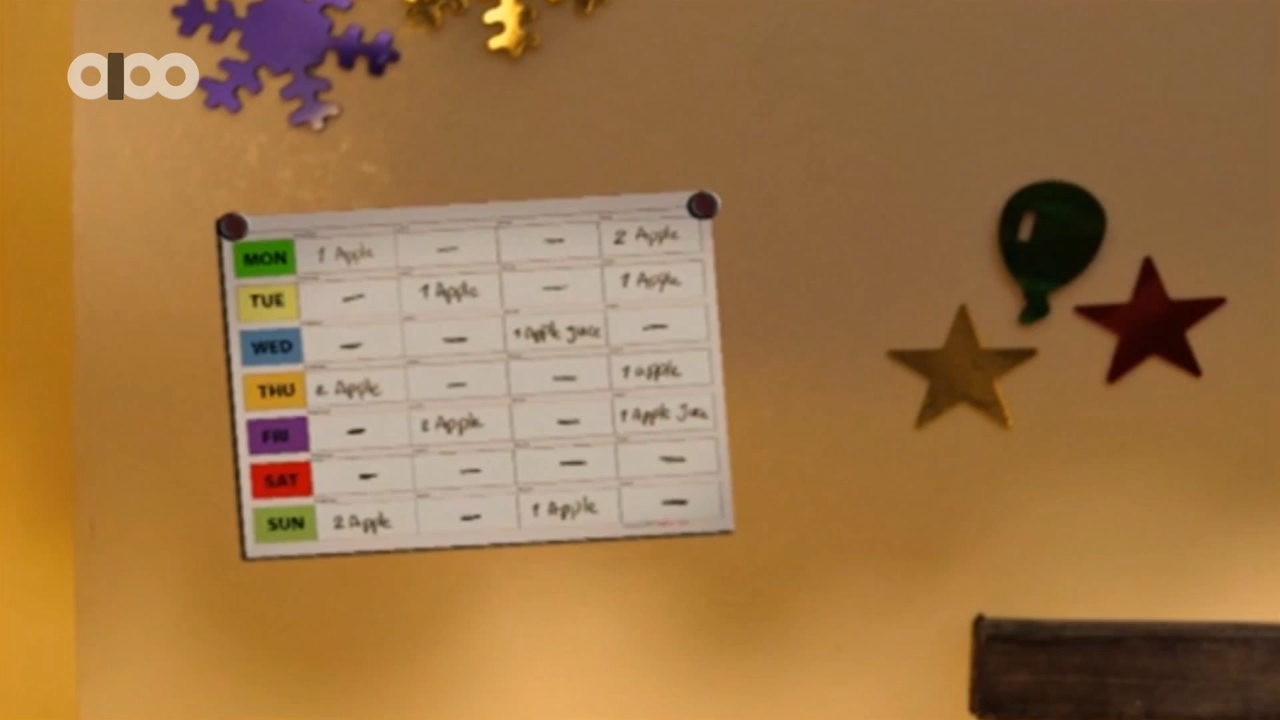 aloo
MON 1 Apple — — 2 Apple
TUE — 1 Apple — 1 Apple
WED — — 1 Apple juice —
THU 2 Apple — — 1 apple
FRI — 2 Apple — 1 Apple Juice
SAT — — — —
SUN 2 Apple — 1 Apple —